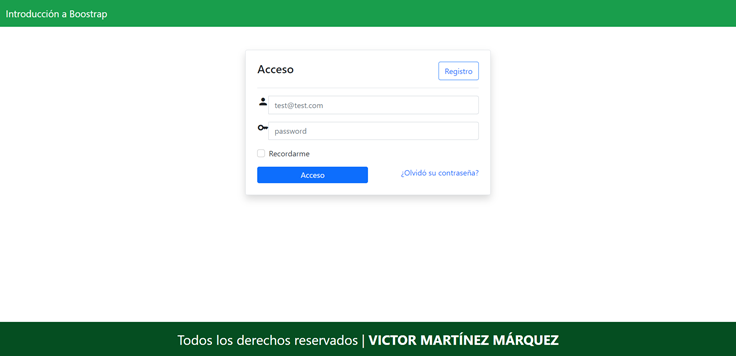 Introducción a Boostrap
Acceso
Registro
test@test.com
password
Recordarme
Acceso
¿Olvidó su contraseña?
Todos los derechos reservados | VICTOR MARTÍNEZ MÁRQUEZ